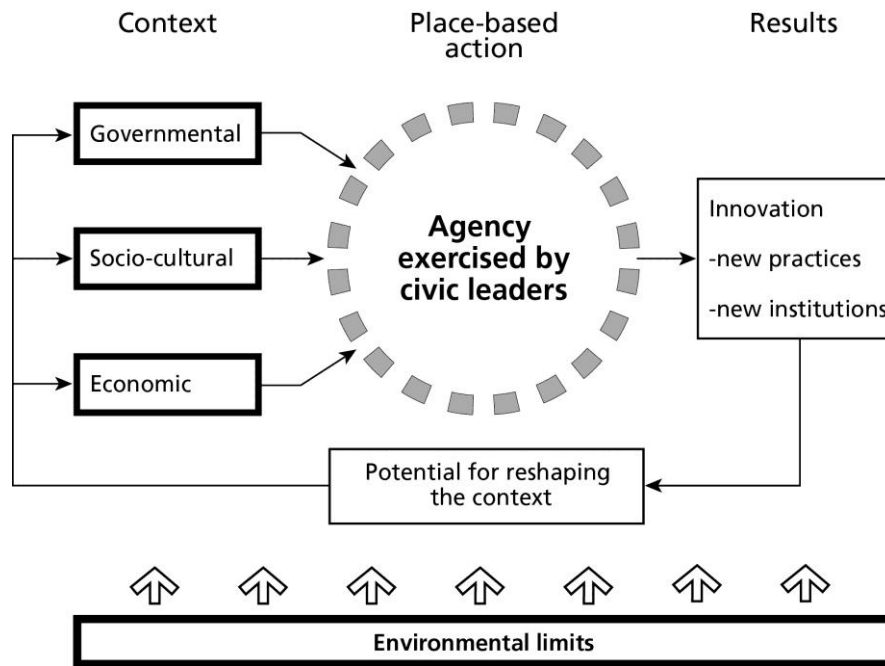 Context
Place-based
action
Results
Governmental
Socio-cultural
Economic
Agency
exercised by
civic leaders
Innovation
-new practices
-new institutions
Potential for reshaping
the context
Environmental limits